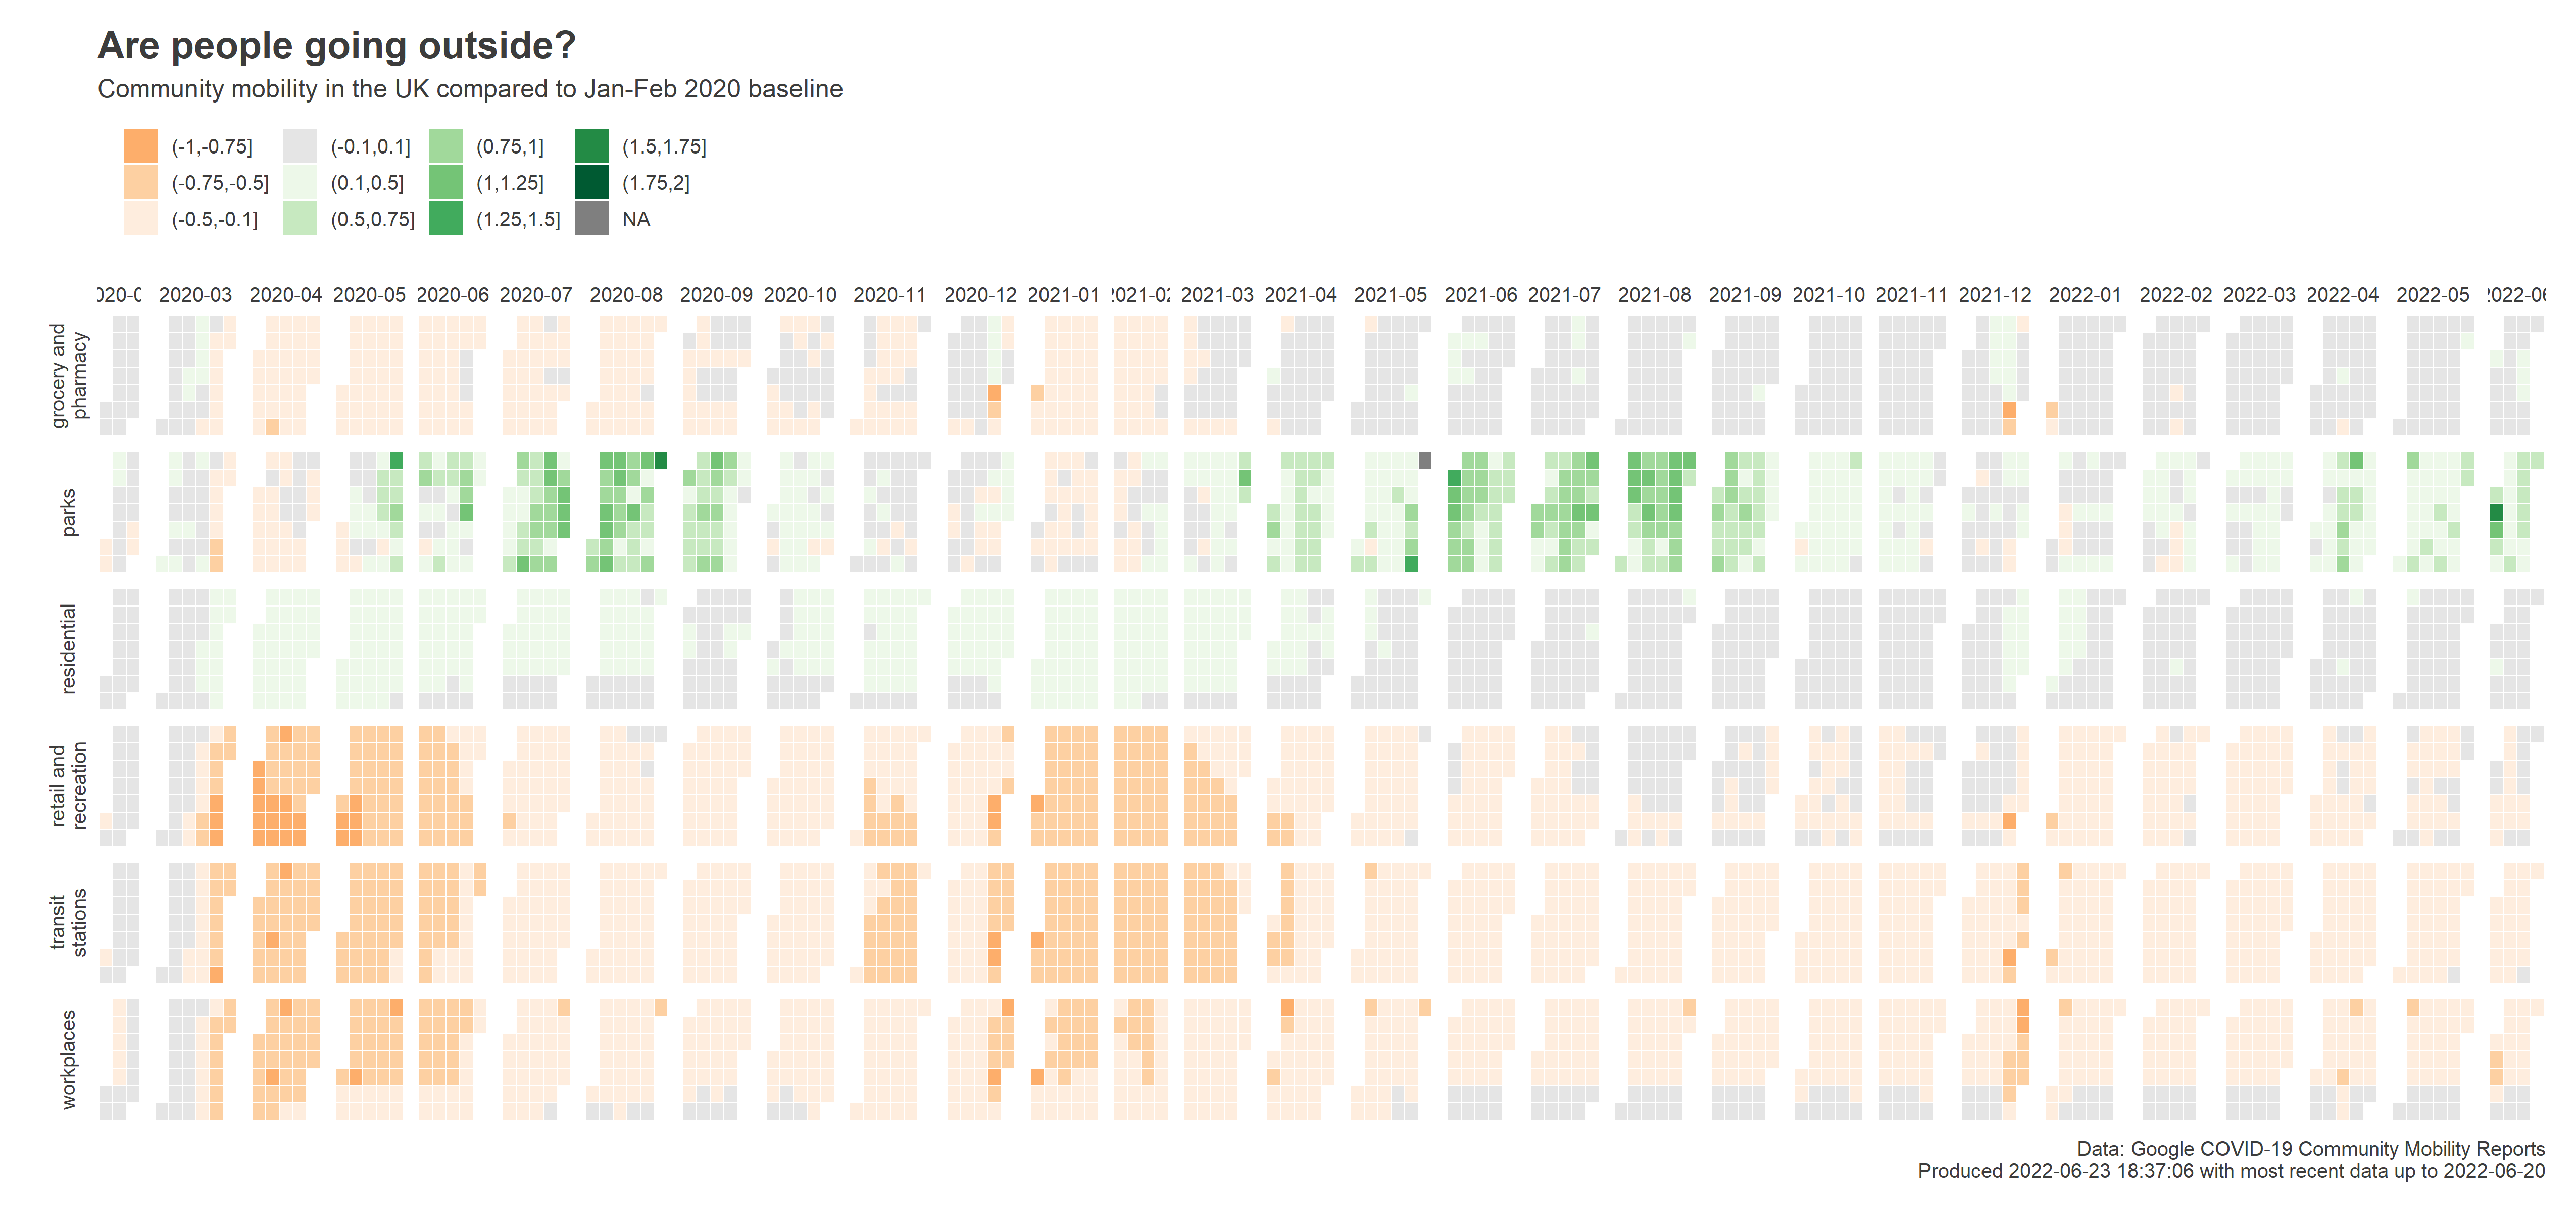 Are people going outside?
Community mobility in the UK compared to Jan-Feb 2020 baseline
(-1,-0.75] (-0.1,0.1] (0.75,1] (1.5,1.75]
(-0.75,-0.5] (0.1,0.5] (1,1.25] (1.75,2]
(-0.5,-0.1] (0.5,0.75] (1.25,1.5] NA
020-0 2020-03 2020-04 2020-05 2020-06 2020-07 2020-08 2020-09 2020-10 2020-11 2020-12 2021-01 2021-02 2021-03 2021-04 2021-05 2021-06 2021-07 2021-08 2021-09 2021-10 2021-11 2021-12 2022-01 2022-02 2022-03 2022-04 2022-05 2022-06
grocery and
pharmacy
parks
residential
retail and
recreation
transit
stations
workplaces
Data: Google COVID-19 Community Mobility Reports
Produced 2022-06-23 18:37:06 with most recent data up to 2022-06-20